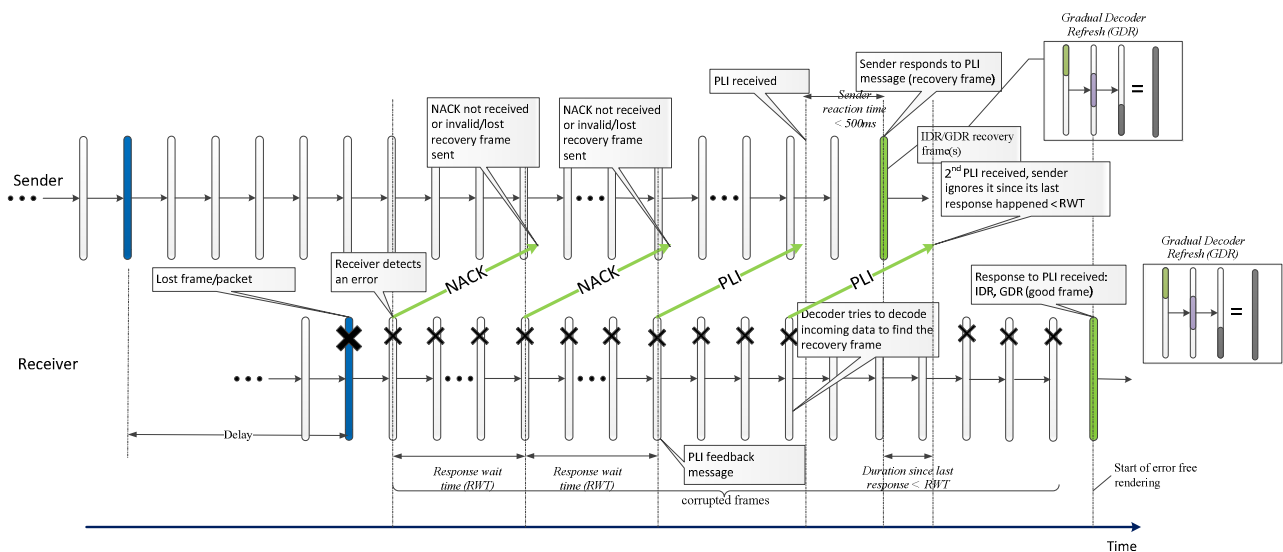 Gradual Decoder
Refresh (GDR)
Sender responds to PLI
message (recovery frame)
PLI received
=
Sender
reaction time
< 500ms
NACK not received
or invalid/lost
recovery frame
sent
NACK not received
or invalid/lost
recovery frame
sent
IDR/GDR recovery
frame(s)
2nd PLI received, sender
ignores it since its last
response happened < RWT
Sender
Gradual Decoder
Refresh (GDR)
Receiver detects
an error
Lost frame/packet
NACK
NACK
PLI
PLI
Response to PLI received:
IDR, GDR (good frame)
=
Decoder tries to decode
incoming data to find the
recovery frame
Receiver
Delay
PLI feedback
message
Response wait
time (RWT)
Response wait
time (RWT)
Duration since last
response < RWT
Start of error free
rendering
corrupted frames
Time